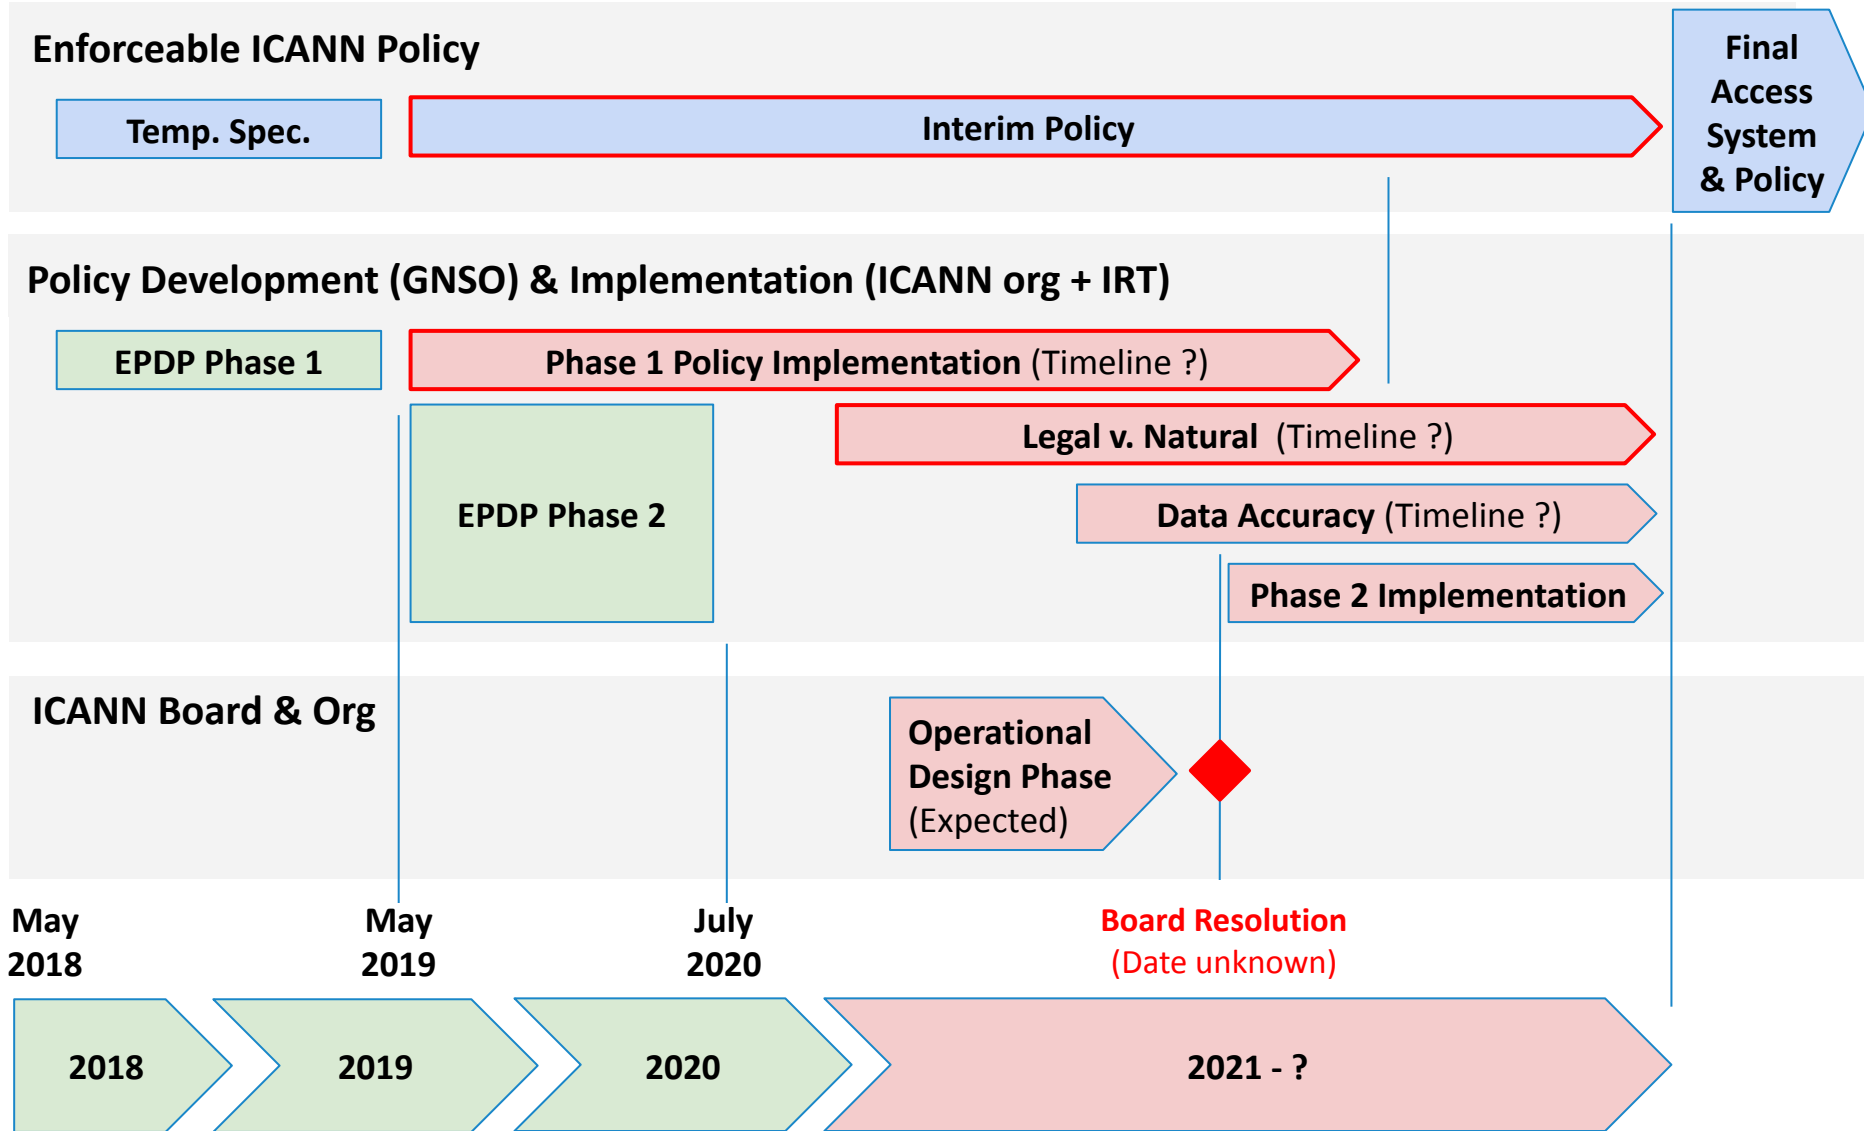 Enforceable ICANN Policy
Temp. Spec.
Interim Policy
Final
Access
System
& Policy
Policy Development (GNSO) & Implementation (ICANN org + IRT)
EPDP Phase 1
Phase 1 Policy Implementation (Timeline ?)
Legal v. Natural (Timeline ?)
EPDP Phase 2
Data Accuracy (Timeline ?)
Phase 2 Implementation
ICANN Board & Org
Operational
Design Phase
(Expected)
May
2018
May
2019
July
2020
Board Resolution
(Date unknown)
2018
2019
2020
2021 - ?